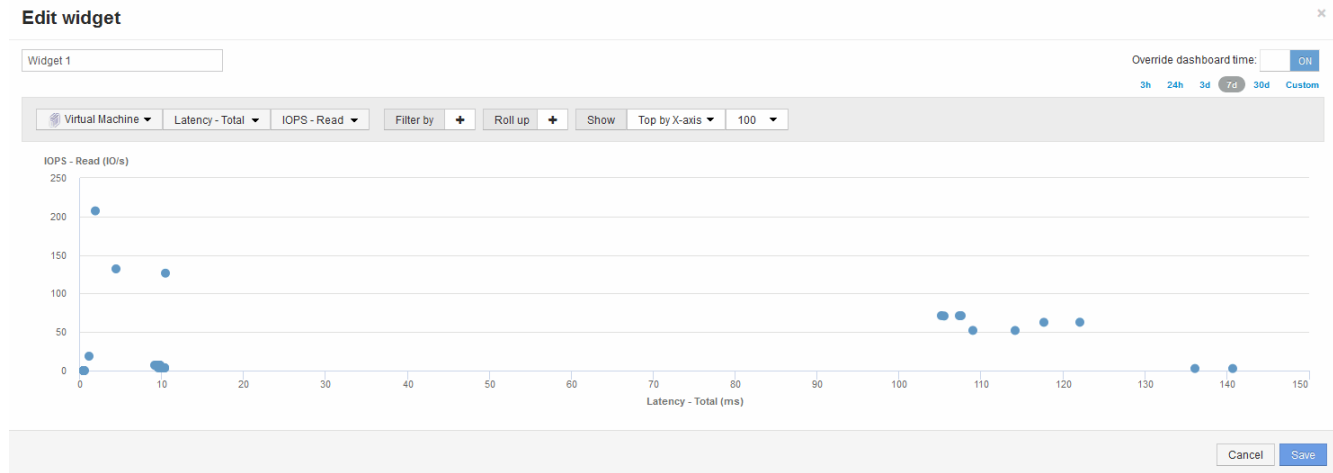 Edit widget ×
Widget 1
Override dashboard time: ON
3h 24h 3d 7d 30d Custom
Virtual Machine Latency - Total IOPS - Read Filter by + Roll up + Show Top by X-axis 100
IOPS - Read (IO/s)
250
200
150
100
50
0
0 10 20 30 40 50 60 70 80 90 100 110 120 130 140 150
Latency - Total (ms)
Cancel Save